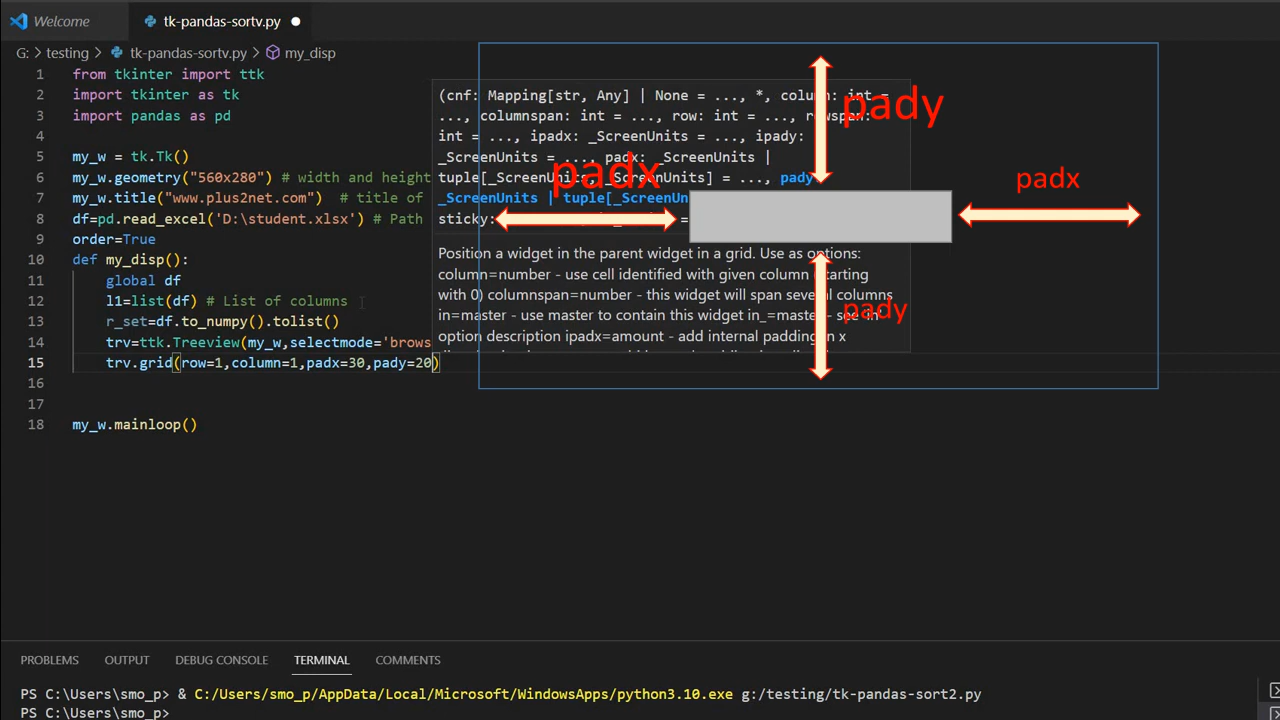 Welcome
tk-pandas-sortv.py
G: > testing > tk-pandas-sortv.py > my_disp
1 from tkinter import ttk
2 import tkinter as tk
3 import pandas as pd
4
5 my_w = tk.Tk()
6 my_w.geometry("560x280") # width and height
7 my_w.title("www.plus2net.com") # title of
8 df=pd.read_excel('D:\student.xlsx') # Path
9 order=True
10 def my_disp():
11 global df
12 l1=list(df) # List of columns
13 r_set=df.to_numpy().tolist()
14 trv=ttk.Treeview(my_w,selectmode='brows
15 trv.grid(row=1,column=1,padx=30,pady=20)
16
17
18 my_w.mainloop()
(cnf: Mapping[str, Any] | None = ..., *, column: int =
..., columnspan: int = ..., row: int = ..., rowspan:
int = ..., ipadx: _ScreenUnits = ..., ipady:
_ScreenUnits = ..., padx: _ScreenUnits |
tuple[_ScreenUnits, _ScreenUnits] = ..., pady
_ScreenUnits | tuple[_ScreenUn
sticky: =
Position a widget in the parent widget in a grid. Use as options:
column=number - use cell identified with given column (starting
with 0) columnspan=number - this widget will span several columns
in=master - use master to contain this widget in_=master - see 'in'
option description ipadx=amount - add internal padding in x
pady
padx
padx
pady
PROBLEMS OUTPUT DEBUG CONSOLE TERMINAL COMMENTS
PS C:\Users\smo_p> & C:/Users/smo_p/AppData/Local/Microsoft/WindowsApps/python3.10.exe g:/testing/tk-pandas-sort2.py
PS C:\Users\smo_p>